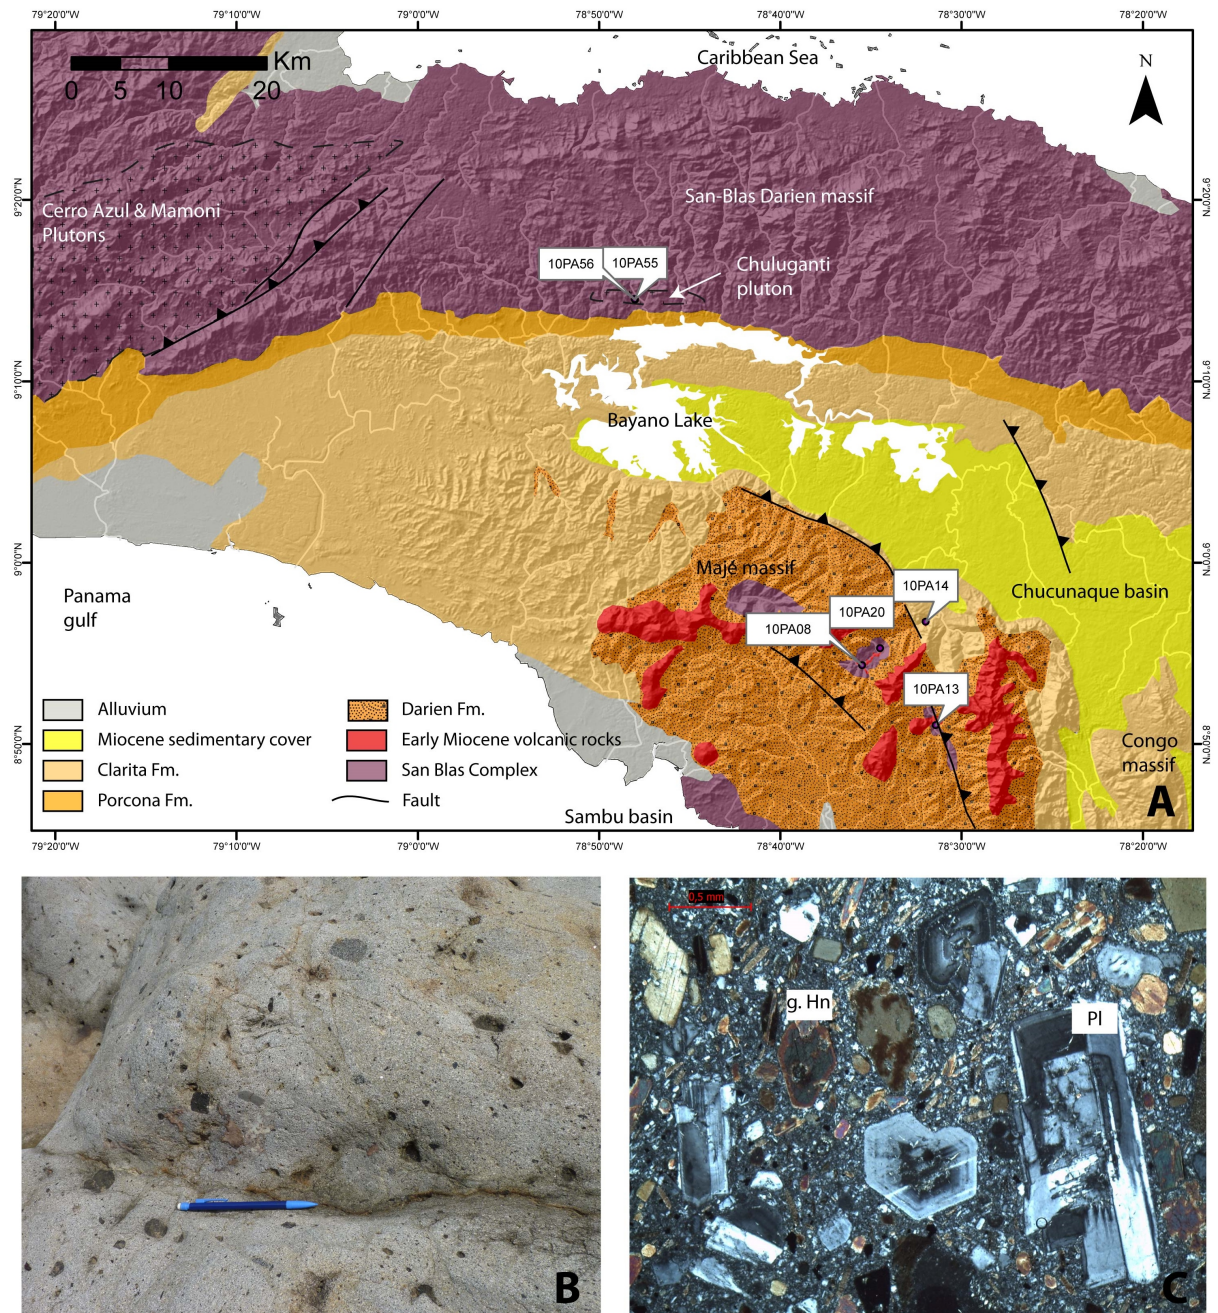 79°20'0"W 79°10'0"W 79°0'0"W 78°50'0"W 78°40'0"W 78°30'0"W 78°20'0"W
Caribbean Sea
Km
0 5 10 20
N
9°20'0"N
9°20'0"N
San-Blas Darien massif
Cerro Azul & Mamoni
Plutons
10PA56
10PA55
Chuluganti
pluton
9°10'0"N
9°10'0"N
Bayano Lake
9°0'0"N
9°0'0"N
Majé massif
10PA14
Chucunaque basin
Panama
gulf
10PA20
10PA08
10PA13
Alluvium
Miocene sedimentary cover
Clarita Fm.
Porcona Fm.
Darien Fm.
Early Miocene volcanic rocks
San Blas Complex
Fault
8°50'0"N
8°50'0"N
Congo
massif
A
Sambu basin
79°20'0"W 79°10'0"W 79°0'0"W 78°50'0"W 78°40'0"W 78°30'0"W 78°20'0"W
B
0,5 mm
g. Hn
Pl
C